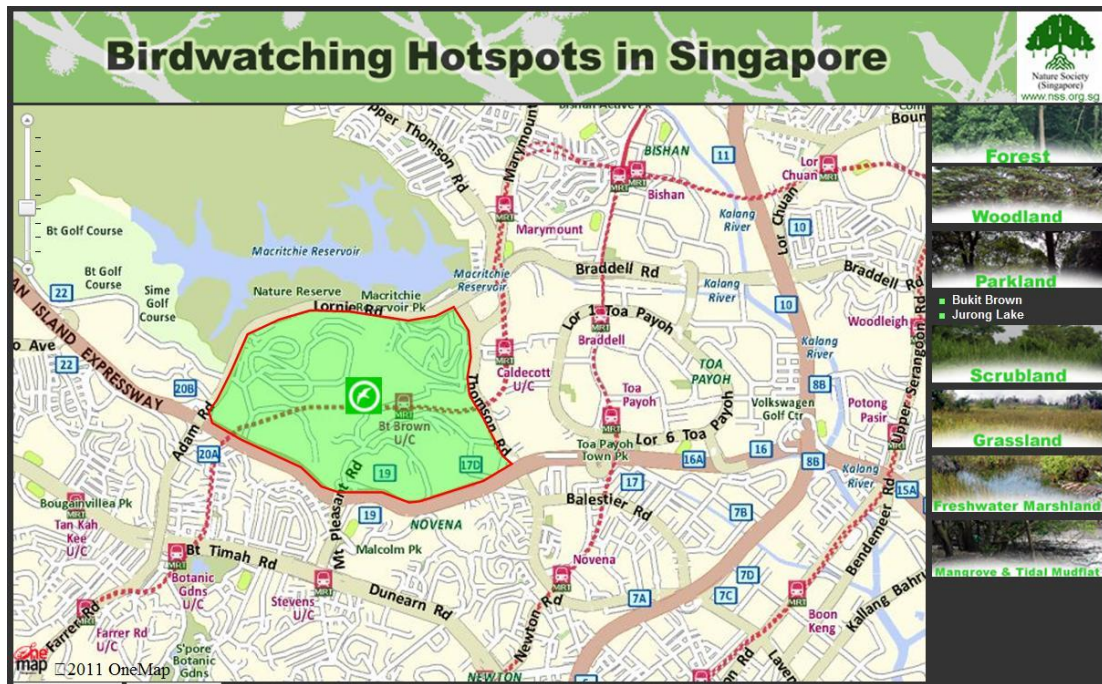 Birdwatching Hotspots in Singapore
Nature Society
(Singapore)
www.nss.org.sg
Forest
Woodland
Parkland
Bukit Brown
Jurong Lake
Scrubland
Grassland
Freshwater Marshland
Mangrove & Tidal Mudflat
Upper Thomson Rd
Marymount
BISHAN
11
Lor
Chuan
MRT
Bishan
Kalang
River
Lor Chuan
10
Bt Golf Course
Marymount
Macritchie Reservoir
Bt Golf
Course
22
Sime
Golf
Course
Nature Reserve
Macritchie
Reservoir Pk
Lornie Rd
Macritchie
Reservoir
Braddell Rd
Kalang
River
Braddell Rd
10
PAN ISLAND EXPRESSWAY
22
20B
Lor 1 Toa Payoh
Braddell
Woodleigh
Upper Serangoon Rd
Caldecott
U/C
TOA
PAYOH
Kalang
River
8B
Adam Rd
20A
MRT
Bt Brown
U/C
Thomson Rd
Toa
Payoh
Volkswagen
Golf Ctr
Potong
Pasir
Toa Payoh
Town Pk
Lor 6 Toa Payoh
16
16A
8B
Kalang
River
15A
19
17D
17
Mt Pleasant Rd
19
NOVENA
Balestier Rd
7B
Bendemeer Rd
Bougainvillea Pk
Tan Kah
Kee
U/C
Malcolm Pk
Bt Timah Rd
Novena
Botanic
Gdns
U/C
Stevens
U/C
Dunearn Rd
7D
7A
7C
Boon
Keng
Kallang Bahru
Farrer Rd
Farrer Rd
U/C
S'pore
Botanic
Gdns
Newton Rd
NEWTON
one
map
2011 OneMap